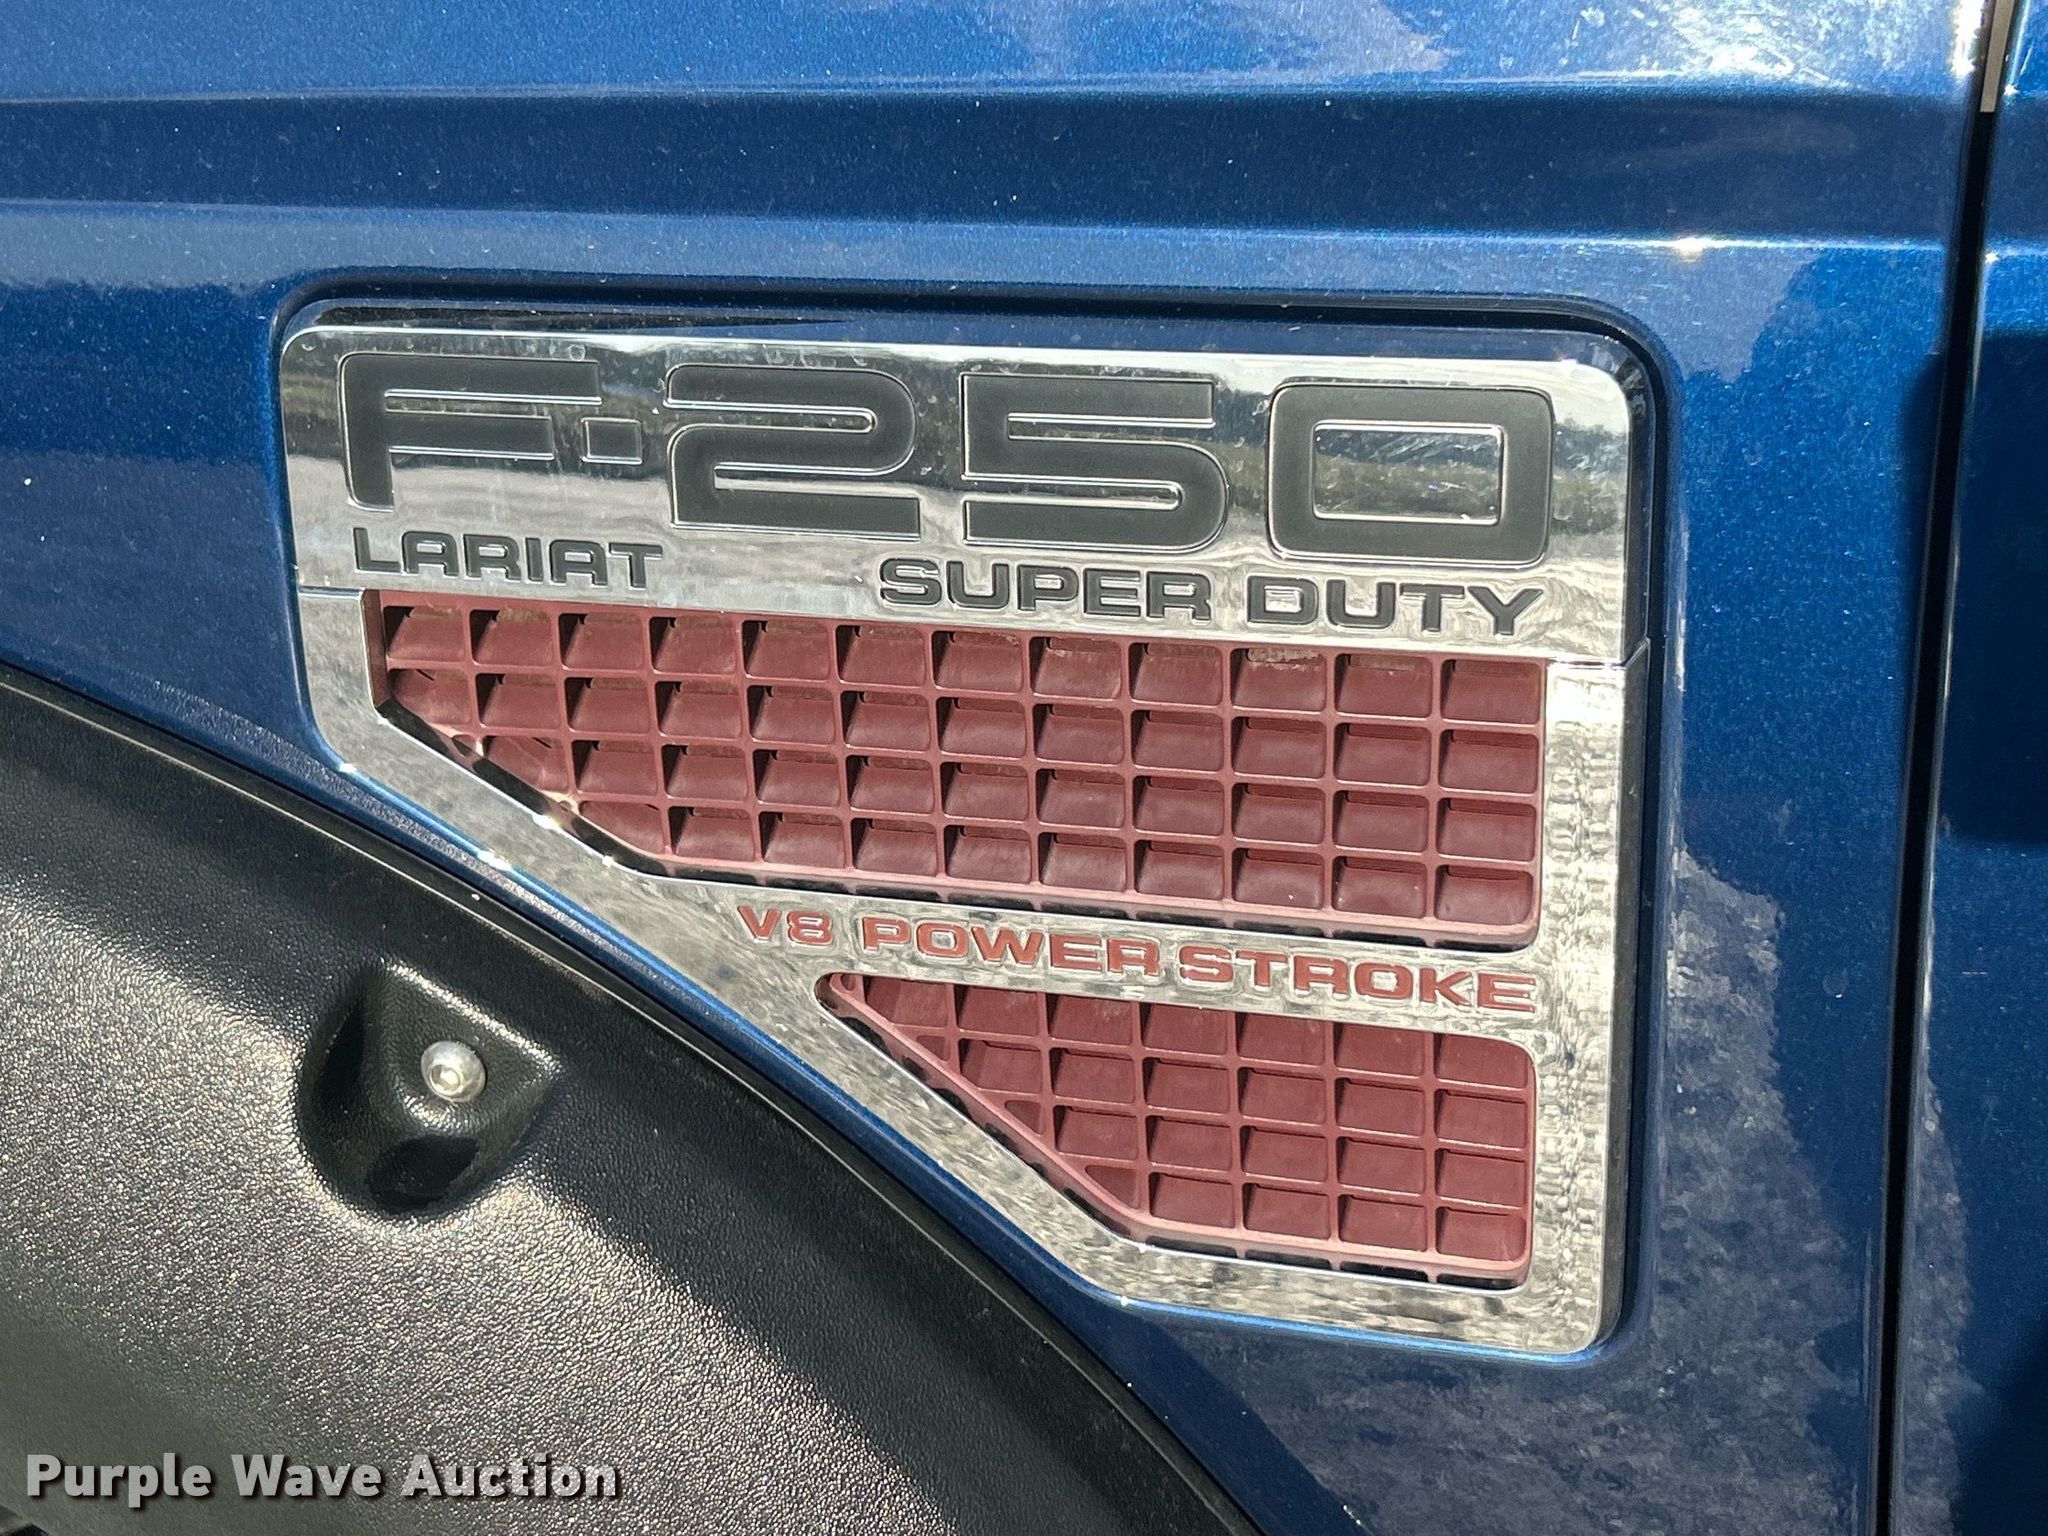 F-250
LARIAT SUPER DUTY
V8 POWER STROKE
Purple Wave Auction